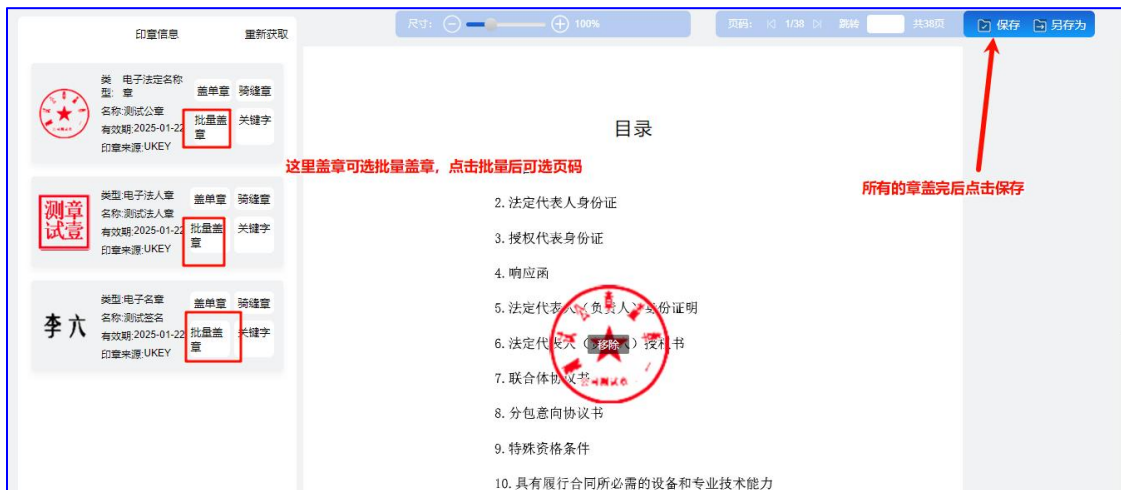 印章信息 重新获取
尺寸: 100%
页码: 1/38 跳转 共38页
保存 另存为
类型: 电子法定名称章
名称:测试公章
有效期:2025-01-22
印章来源:UKEY
盖单章 骑缝章
批量盖章 关键字
类型:电子法人章
名称:测试法人章
有效期:2025-01-22
印章来源:UKEY
盖单章 骑缝章
批量盖章 关键字
测章
试壹
类型:电子名章
名称:测试签名
有效期:2025-01-22
印章来源:UKEY
盖单章 骑缝章
批量盖章 关键字
李六
目录
这里盖章可选批量盖章，点击批量后可选页码
所有的章盖完后点击保存
2. 法定代表人身份证
3. 授权代表身份证
4. 响应函
5. 法定代表人（负责人）身份证明
6. 法定代表人（ 移除 ）授权书
7. 联合体协议书
8. 分包意向协议书
9. 特殊资格条件
10. 具有履行合同所必需的设备和专业技术能力